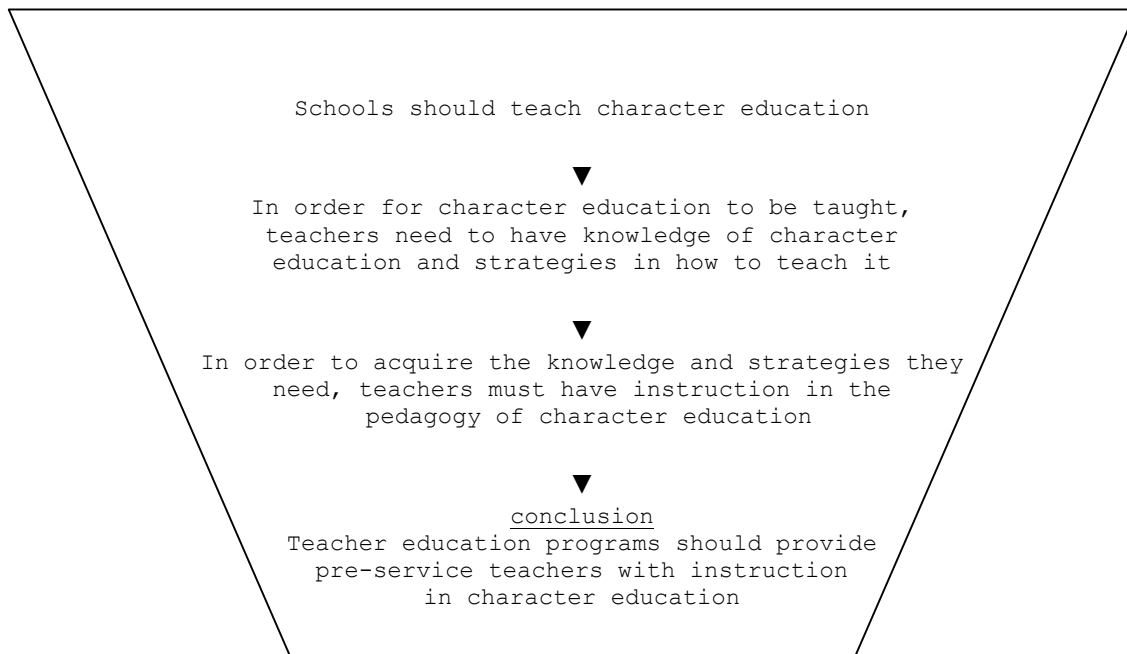 Schools should teach character education
In order for character education to be taught,
teachers need to have knowledge of character
education and strategies in how to teach it
In order to acquire the knowledge and strategies they
need, teachers must have instruction in the
pedagogy of character education
conclusion
Teacher education programs should provide
pre-service teachers with instruction
in character education